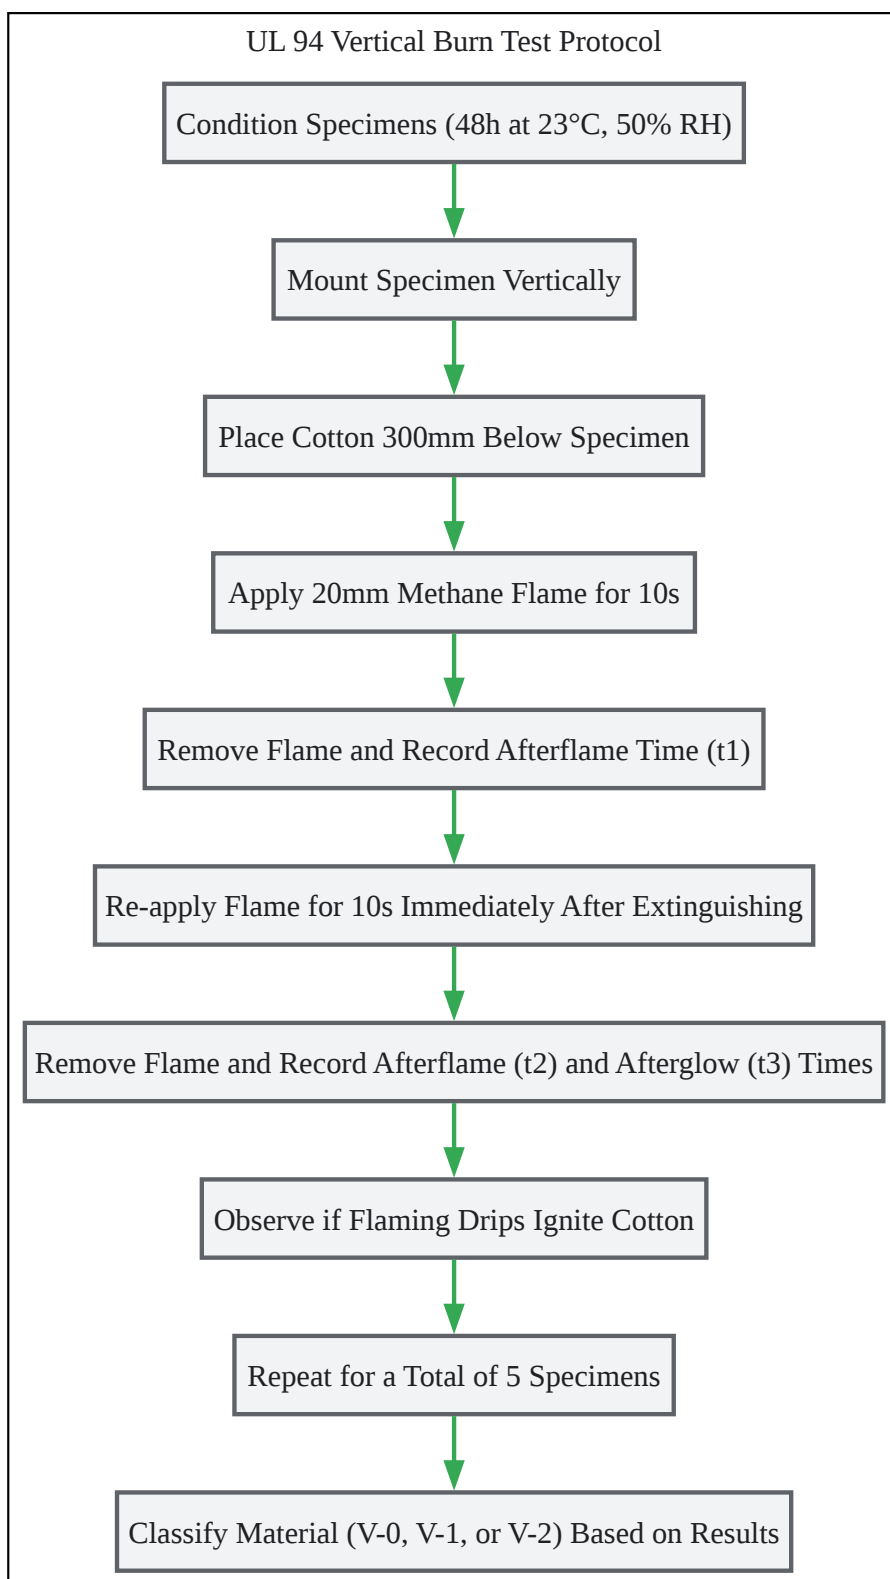 UL 94 Vertical Burn Test Protocol
Condition Specimens (48h at 23°C, 50% RH)
Mount Specimen Vertically
Place Cotton 300mm Below Specimen
Apply 20mm Methane Flame for 10s
Remove Flame and Record Afterflame Time (t1)
Re-apply Flame for 10s Immediately After Extinguishing
Remove Flame and Record Afterflame (t2) and Afterglow (t3) Times
Observe if Flaming Drips Ignite Cotton
Repeat for a Total of 5 Specimens
Classify Material (V-0, V-1, or V-2) Based on Results